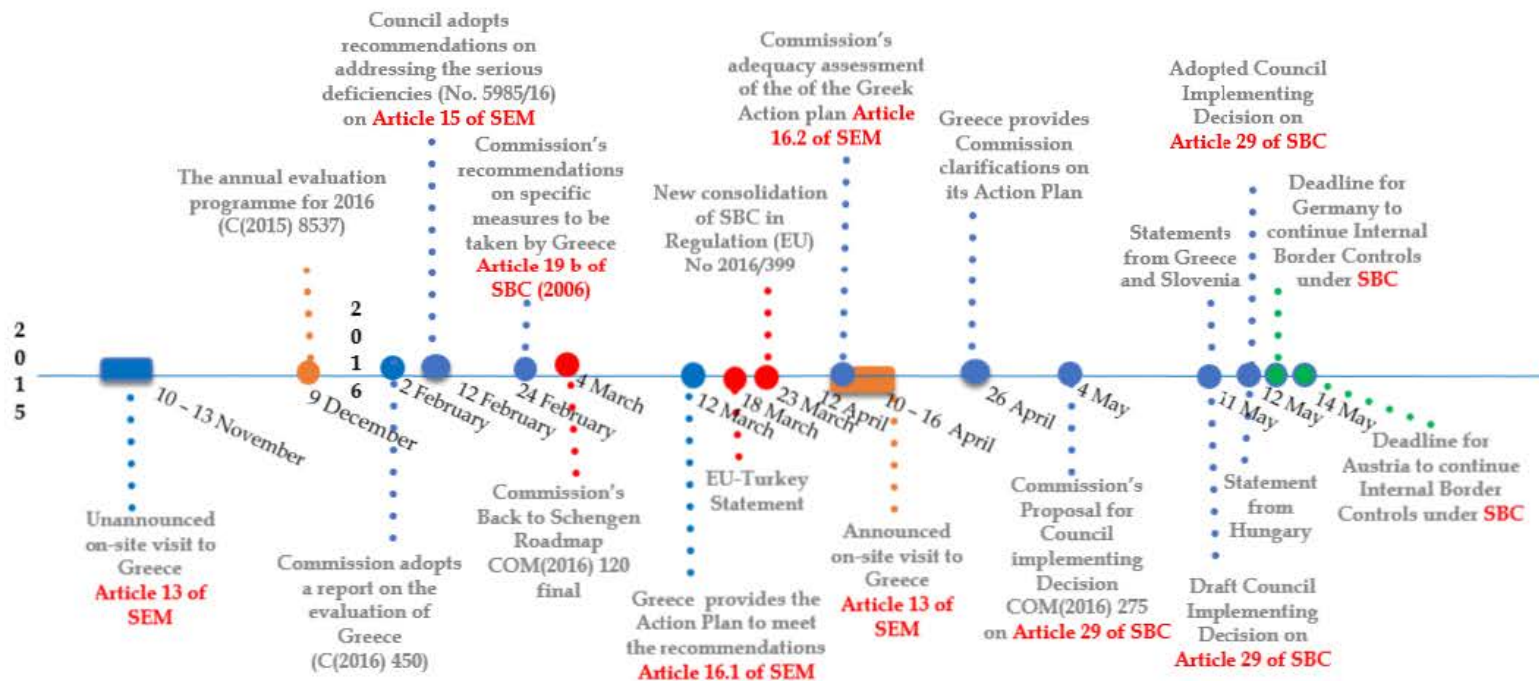 Council adopts
recommendations on
addressing the serious
deficiencies (No. 5985/16)
on Article 15 of SEM
Commission's
adequacy assessment
of the of the Greek
Action plan Article
16.2 of SEM
Adopted Council
Implementing
Decision on
Article 29 of SBC
The annual evaluation
programme for 2016
(C(2015) 8537)
Commission's
recommendations
on specific
measures to be
taken by Greece
Article 19 b of
SBC (2006)
New consolidation
of SBC in
Regulation (EU)
No 2016/399
Greece provides
Commission
clarifications on
its Action Plan
Statements
from Greece
and Slovenia
Deadline for
Germany to
continue Internal
Border Controls
under SBC
2
0
1
5
2
0
1
6
10 – 13 November
9 December
2 February
12 February
24 February
4 March
12 March
18 March
23 March
12 April
10 – 16 April
26 April
4 May
11 May
12 May
14 May
Unannounced
on-site visit to
Greece
Article 13 of
SEM
Commission adopts
a report on the
evaluation of
Greece
(C(2016) 450)
Commission's
Back to Schengen
Roadmap
COM(2016) 120
final
Greece provides the
Action Plan to meet
the recommendations
Article 16.1 of SEM
EU-Turkey
Statement
Announced
on-site visit to
Greece
Article 13 of
SEM
Commission's
Proposal for
Council
implementing
Decision
COM(2016) 275
on Article 29 of SBC
Draft Council
Implementing
Decision on
Article 29 of SBC
Statement
from
Hungary
Deadline for
Austria to continue
Internal Border
Controls under SBC